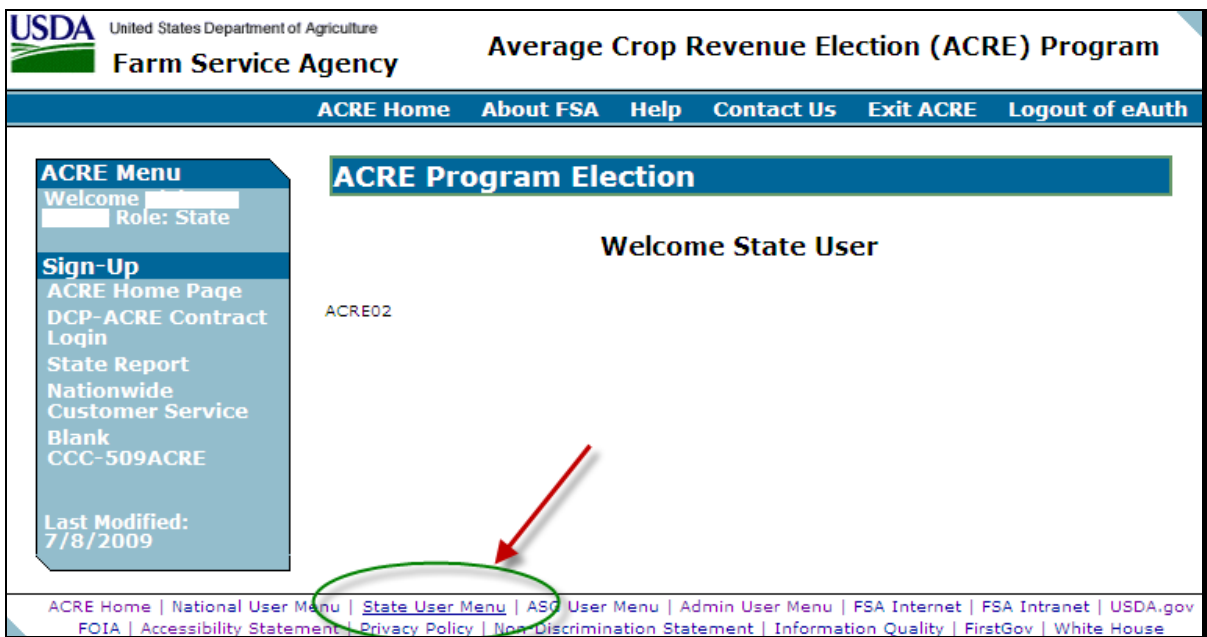 USDA United States Department of Agriculture
Farm Service Agency
Average Crop Revenue Election (ACRE) Program
ACRE Home About FSA Help Contact Us Exit ACRE Logout of eAuth
ACRE Menu
Welcome
Role: State
Sign-Up
ACRE Home Page
DCP-ACRE Contract
Login
State Report
Nationwide
Customer Service
Blank
CCC-509ACRE
Last Modified:
7/8/2009
ACRE Program Election
Welcome State User
ACRE02
ACRE Home | National User Menu | State User Menu | ASC User Menu | Admin User Menu | FSA Internet | FSA Intranet | USDA.gov
FOIA | Accessibility Statement | Privacy Policy | Non-Discrimination Statement | Information Quality | FirstGov | White House